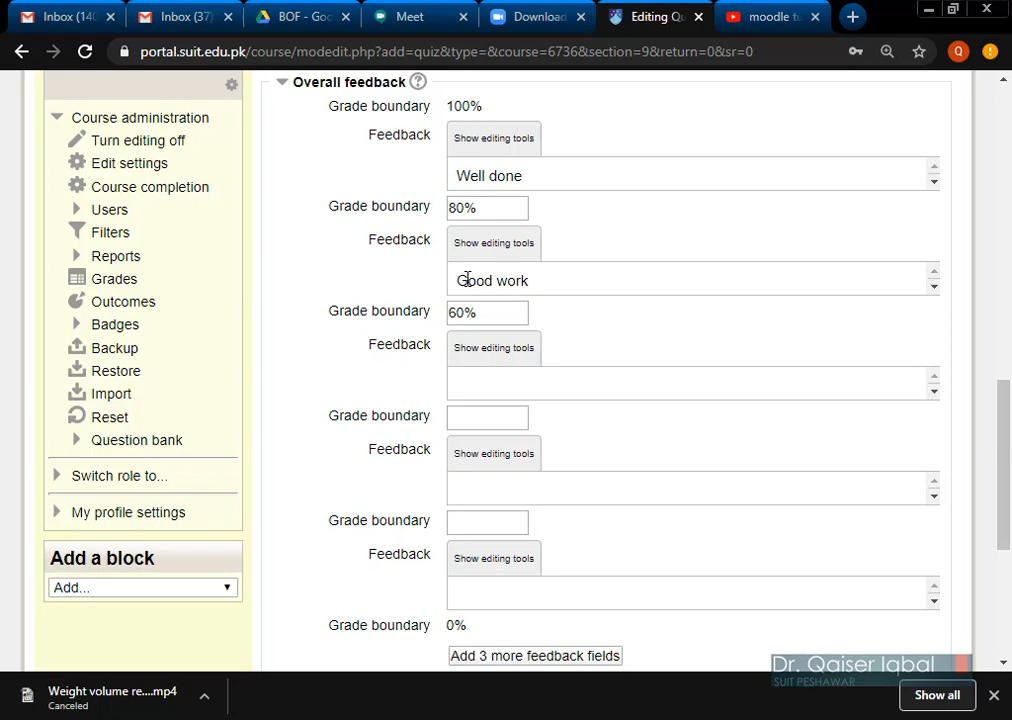 Inbox (140
Inbox (37)
BOF - Goo
Meet
Download
Editing Qu
moodle tu
portal.suit.edu.pk/course/modedit.php?add=quiz&type=&course=6736&section=9&return=0&sr=0
Q
Course administration
Turn editing off
Edit settings
Course completion
Users
Filters
Reports
Grades
Outcomes
Badges
Backup
Restore
Import
Reset
Question bank
Switch role to...
My profile settings
Add a block
Add...
Overall feedback
Grade boundary 100%
Feedback Show editing tools
Well done
Grade boundary 80%
Feedback Show editing tools
Good work
Grade boundary 60%
Feedback Show editing tools
Grade boundary
Feedback Show editing tools
Grade boundary
Feedback Show editing tools
Grade boundary 0%
Add 3 more feedback fields
Dr. Qaiser Iqbal
SUIT PESHAWAR
Weight volume re....mp4
Canceled
Show all